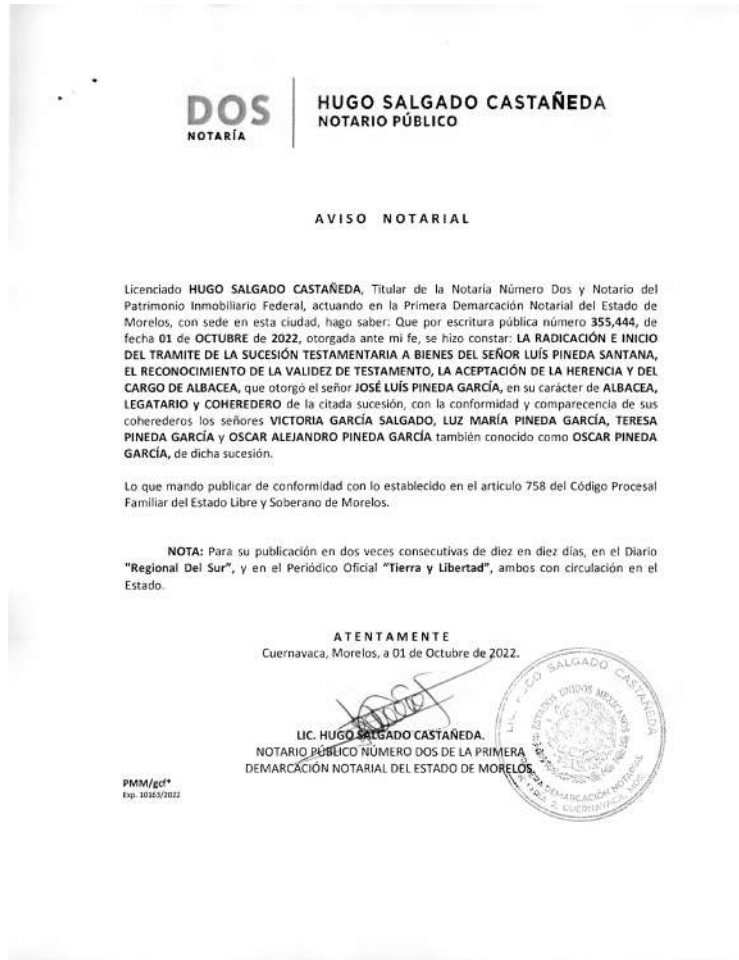 DOS
NOTARÍA
HUGO SALGADO CASTAÑEDA
NOTARIO PÚBLICO
AVISO NOTARIAL
Licenciado HUGO SALGADO CASTAÑEDA, Titular de la Notaría Número Dos y Notario del
Patrimonio Inmobiliario Federal, actuando en la Primera Demarcación Notarial del Estado de
Morelos, con sede en esta ciudad, hago saber: Que por escritura pública número 355,444, de
fecha 01 de OCTUBRE de 2022, otorgada ante mi fe, se hizo constar: LA RADICACIÓN E INICIO
DEL TRAMITE DE LA SUCESIÓN TESTAMENTARIA A BIENES DEL SEÑOR LUÍS PINEDA SANTANA,
EL RECONOCIMIENTO DE LA VALIDEZ DE TESTAMENTO, LA ACEPTACIÓN DE LA HERENCIA Y DEL
CARGO DE ALBACEA, que otorgó el señor JOSÉ LUÍS PINEDA GARCÍA, en su carácter de ALBACEA,
LEGATARIO y COHEREDERO de la citada sucesión, con la conformidad y comparecencia de sus
coherederos los señores VICTORIA GARCÍA SALGADO, LUZ MARÍA PINEDA GARCÍA, TERESA
PINEDA GARCÍA y OSCAR ALEJANDRO PINEDA GARCÍA también conocido como OSCAR PINEDA
GARCÍA, de dicha sucesión.
Lo que mando publicar de conformidad con lo establecido en el artículo 758 del Código Procesal
Familiar del Estado Libre y Soberano de Morelos.
NOTA: Para su publicación en dos veces consecutivas de diez en diez días, en el Diario
"Regional Del Sur", y en el Periódico Oficial "Tierra y Libertad", ambos con circulación en el
Estado.
ATENTAMENTE
Cuernavaca, Morelos, a 01 de Octubre de 2022.
LIC. HUGO SALGADO CASTAÑEDA.
NOTARIO PÚBLICO NÚMERO DOS DE LA PRIMERA
DEMARCACIÓN NOTARIAL DEL ESTADO DE MORELOS.
PMM/gcf*
Exp. 10163/2022
LIC. HUGO SALGADO CASTAÑEDA
ESTADOS UNIDOS MEXICANOS
PRIMERA DEMARCACIÓN NOTARIAL
NOTARÍA 2, CUERNAVACA, MOR.